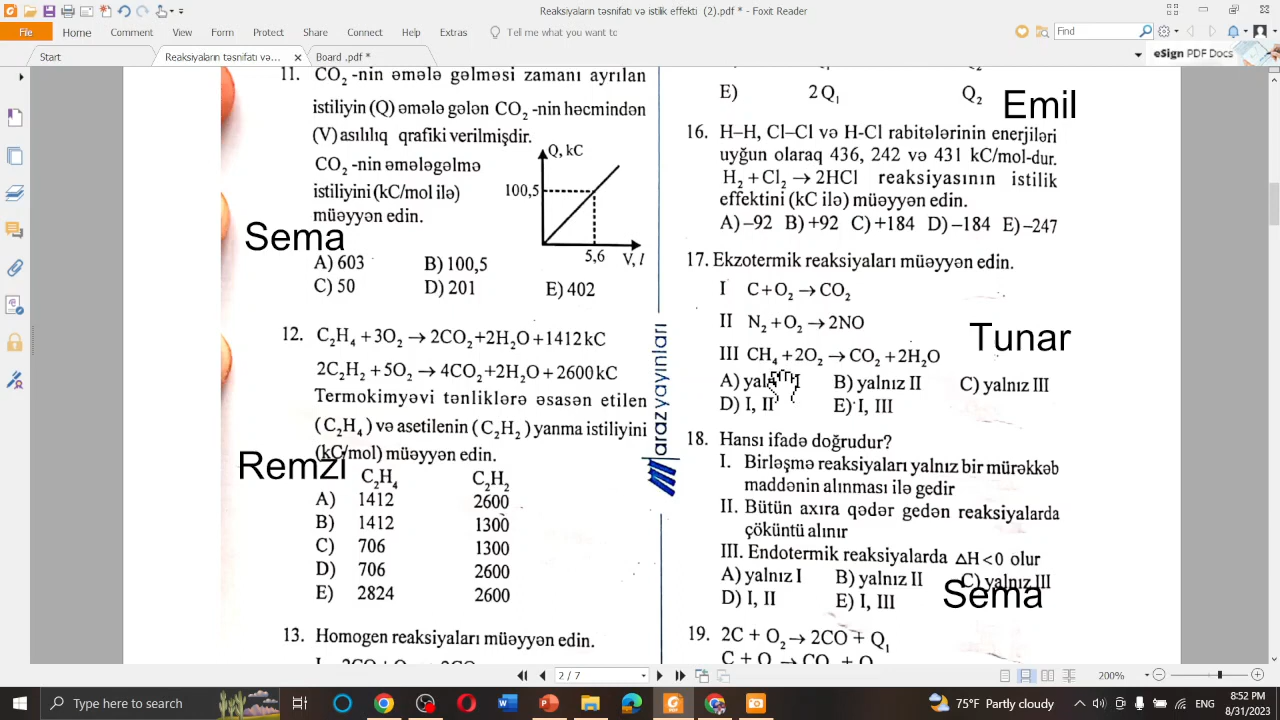 Reaksiyaların təsnifatı və istilik effekti (2).pdf * - Foxit Reader
File Home Comment View Form Protect Share Connect Help Extras Tell me what you want to Find
Start Reaksiyaların təsnifatı və... Board .pdf * eSign PDF Docs
11. CO2 -nin əmələ gəlməsi zamanı ayrılan
istiliyin (Q) əmələ gələn CO2 -nin həcmindən
(V) asılılıq qrafiki verilmişdir.
CO2 -nin əmələgəlmə
istiliyini (kC/mol ilə)
müəyyən edin.
Q, kC
100,5
5,6 V, l
Sema
A) 603 B) 100,5
C) 50 D) 201 E) 402
12. C2H4 + 3O2 → 2CO2 +2H2O +1412 kC
2C2H2 + 5O2 → 4CO2 +2H2O + 2600 kC
Termokimyəvi tənliklərə əsasən etilen
(C2H4) və asetilenin (C2H2) yanma istiliyini
(kC/mol) müəyyən edin.
Remzi
C2H4 C2H2
A) 1412 2600
B) 1412 1300
C) 706 1300
D) 706 2600
E) 2824 2600
13. Homogen reaksiyaları müəyyən edin.
araz yayınları
E) 2Q1 Q2
Emil
16. H–H, Cl–Cl və H-Cl rabitələrinin enerjiləri
uyğun olaraq 436, 242 və 431 kC/mol-dur.
H2 + Cl2 → 2HCl reaksiyasının istilik
effektini (kC ilə) müəyyən edin.
A) –92 B) +92 C) +184 D) –184 E) –247
17. Ekzotermik reaksiyaları müəyyən edin.
I C+O2 → CO2
II N2 + O2 → 2NO
III CH4 +2O2 → CO2 +2H2O
Tunar
A) yalnız I B) yalnız II C) yalnız III
D) I, II E) I, III
18. Hansı ifadə doğrudur?
I. Birləşmə reaksiyaları yalnız bir mürəkkəb
maddənin alınması ilə gedir
II. Bütün axıra qədər gedən reaksiyalarda
çöküntü alınır
III. Endotermik reaksiyalarda ΔH<0 olur
A) yalnız I B) yalnız II C) yalnız III
D) I, II E) I, III
Sema
19. 2C + O2 → 2CO + Q1
2 / 7 200%
Type here to search 75°F Partly cloudy 8:52 PM
8/31/2023